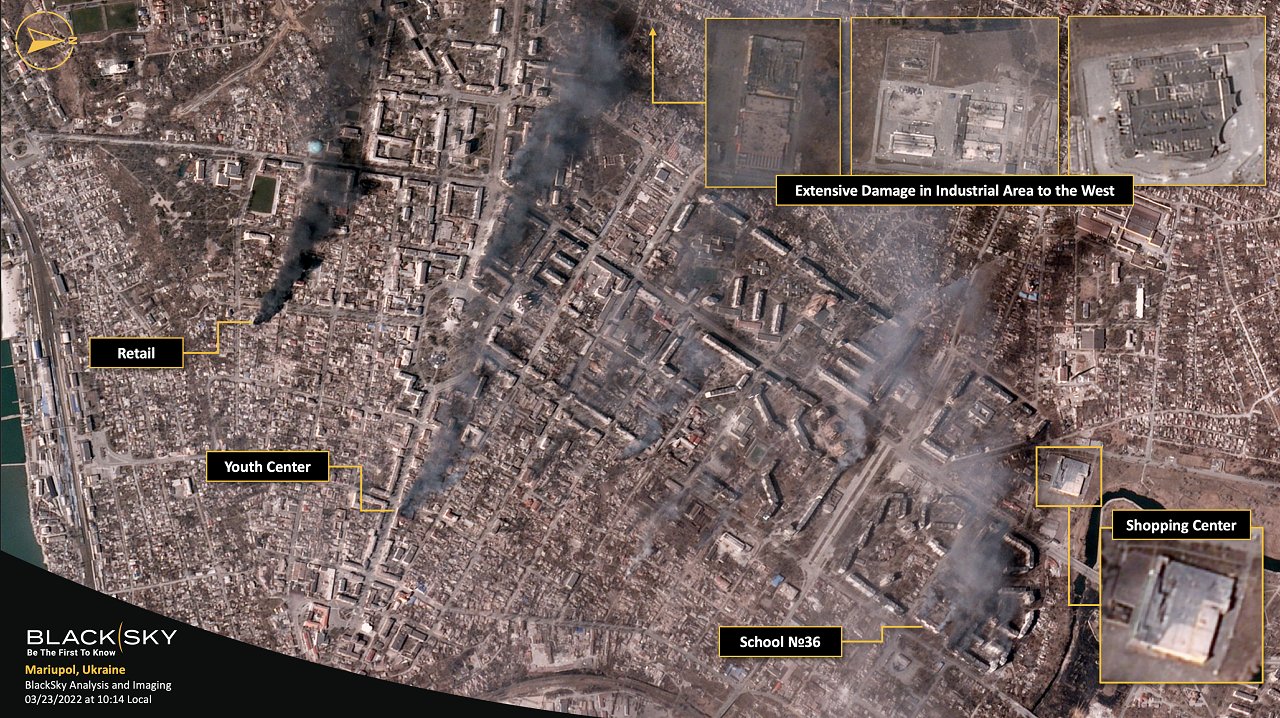 N
Extensive Damage in Industrial Area to the West
Retail
Youth Center
Shopping Center
School №36
BLACKSKY
Be The First To Know
Mariupol, Ukraine
BlackSky Analysis and Imaging
03/23/2022 at 10:14 Local